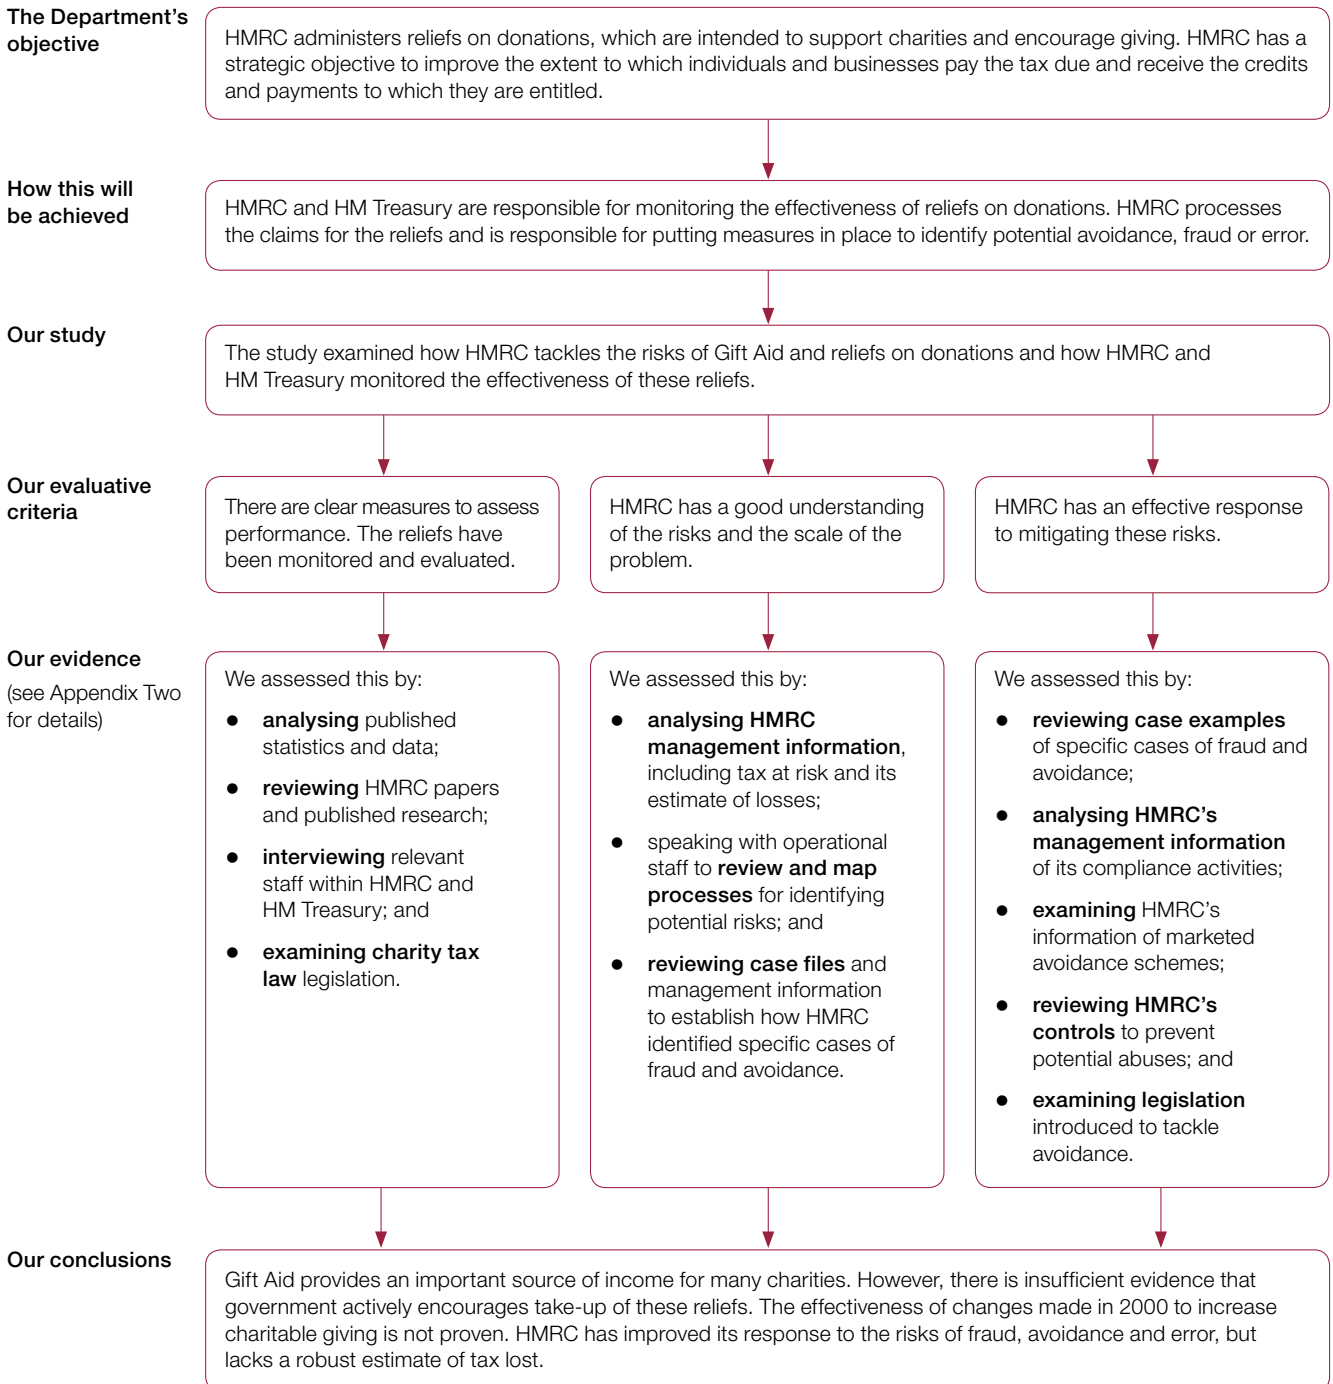 The Department's
objective
HMRC administers reliefs on donations, which are intended to support charities and encourage giving. HMRC has a
strategic objective to improve the extent to which individuals and businesses pay the tax due and receive the credits
and payments to which they are entitled.
How this will
be achieved
HMRC and HM Treasury are responsible for monitoring the effectiveness of reliefs on donations. HMRC processes
the claims for the reliefs and is responsible for putting measures in place to identify potential avoidance, fraud or error.
Our study
The study examined how HMRC tackles the risks of Gift Aid and reliefs on donations and how HMRC and
HM Treasury monitored the effectiveness of these reliefs.
Our evaluative
criteria
There are clear measures to assess
performance. The reliefs have
been monitored and evaluated.
HMRC has a good understanding
of the risks and the scale of the
problem.
HMRC has an effective response
to mitigating these risks.
Our evidence
(see Appendix Two
for details)
We assessed this by:
● analysing published
statistics and data;
● reviewing HMRC papers
and published research;
● interviewing relevant
staff within HMRC and
HM Treasury; and
● examining charity tax
law legislation.
We assessed this by:
● analysing HMRC
management information,
including tax at risk and its
estimate of losses;
● speaking with operational
staff to review and map
processes for identifying
potential risks; and
● reviewing case files and
management information
to establish how HMRC
identified specific cases of
fraud and avoidance.
We assessed this by:
● reviewing case examples
of specific cases of fraud and
avoidance;
● analysing HMRC's
management information
of its compliance activities;
● examining HMRC's
information of marketed
avoidance schemes;
● reviewing HMRC's
controls to prevent
potential abuses; and
● examining legislation
introduced to tackle
avoidance.
Our conclusions
Gift Aid provides an important source of income for many charities. However, there is insufficient evidence that
government actively encourages take-up of these reliefs. The effectiveness of changes made in 2000 to increase
charitable giving is not proven. HMRC has improved its response to the risks of fraud, avoidance and error, but
lacks a robust estimate of tax lost.